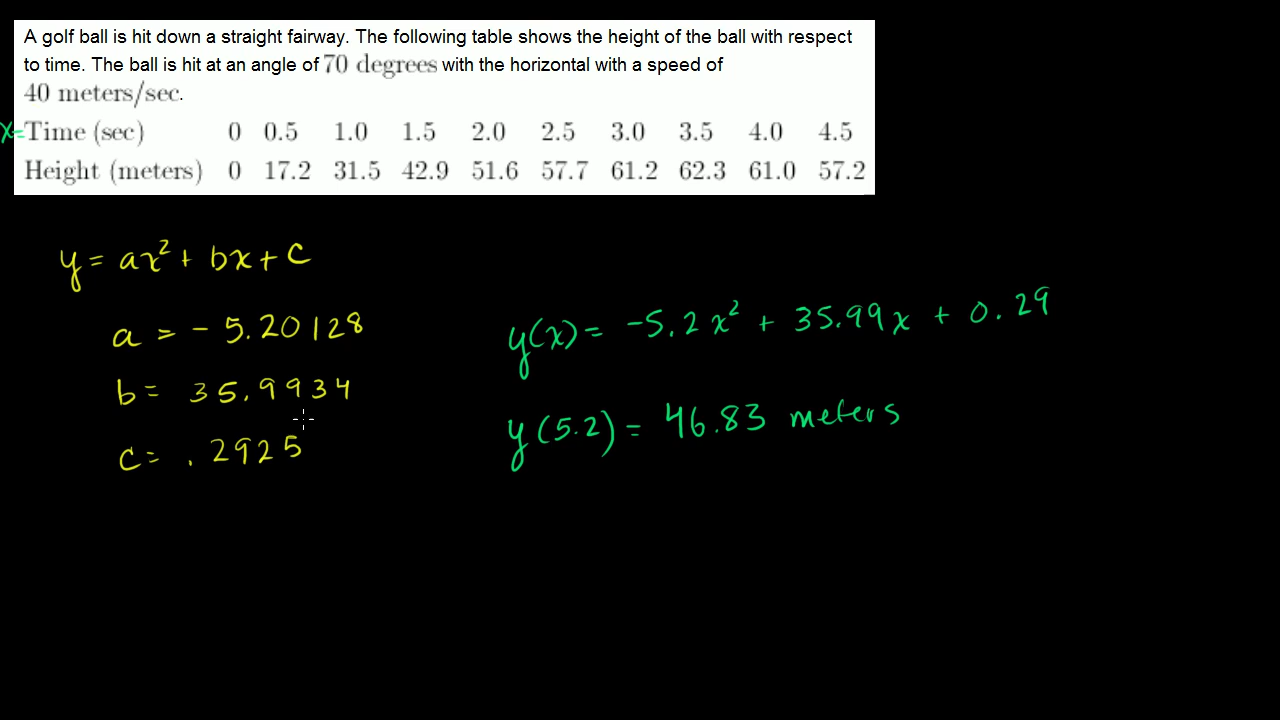 A golf ball is hit down a straight fairway. The following table shows the height of the ball with respect
to time. The ball is hit at an angle of 70 degrees with the horizontal with a speed of
40 meters/sec.
x= Time (sec) 0 0.5 1.0 1.5 2.0 2.5 3.0 3.5 4.0 4.5
Height (meters) 0 17.2 31.5 42.9 51.6 57.7 61.2 62.3 61.0 57.2
y = ax² + bx + c
a = - 5.20128
b = 35.9934
c = .2925
y(x) = -5.2x² + 35.99x + 0.29
y(5.2) = 46.83 meters